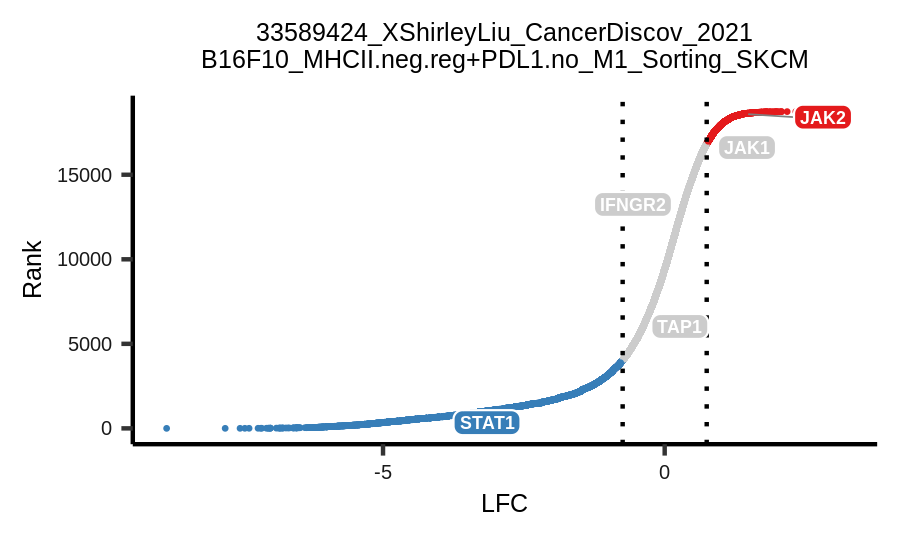 33589424_XShirleyLiu_CancerDiscov_2021
B16F10_MHCII.neg.reg+PDL1.no_M1_Sorting_SKCM
JAK2
JAK1
15000
IFNGR2
10000
Rank
TAP1
5000
STAT1
0
-5
0
LFC